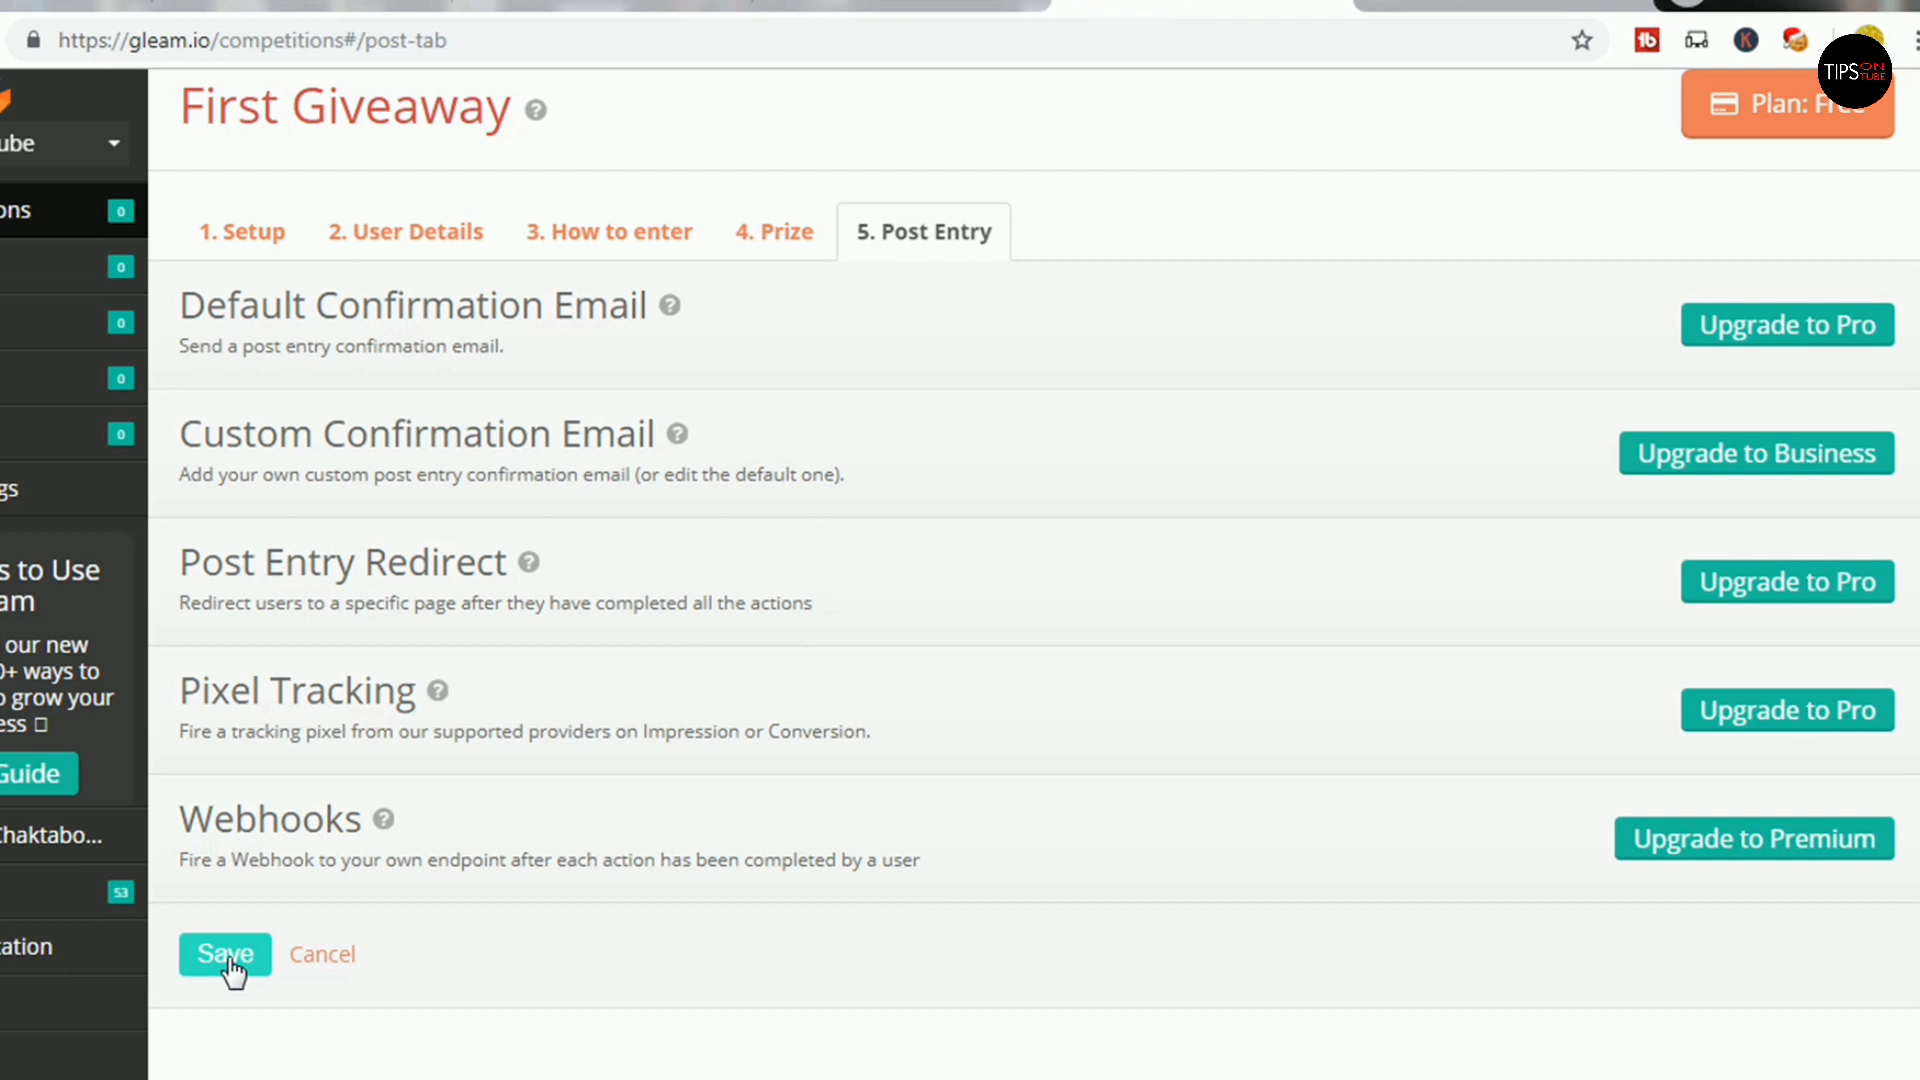 https://gleam.io/competitions#/post-tab
TIPS ON TUBE
First Giveaway
Plan: Free
ube
ons
0
0
0
0
0
gs
s to Use
am
our new
0+ ways to
o grow your
ess
Guide
Chaktabo...
53
tation
1. Setup
2. User Details
3. How to enter
4. Prize
5. Post Entry
Default Confirmation Email
Send a post entry confirmation email.
Upgrade to Pro
Custom Confirmation Email
Add your own custom post entry confirmation email (or edit the default one).
Upgrade to Business
Post Entry Redirect
Redirect users to a specific page after they have completed all the actions
Upgrade to Pro
Pixel Tracking
Fire a tracking pixel from our supported providers on Impression or Conversion.
Upgrade to Pro
Webhooks
Fire a Webhook to your own endpoint after each action has been completed by a user
Upgrade to Premium
Save
Cancel